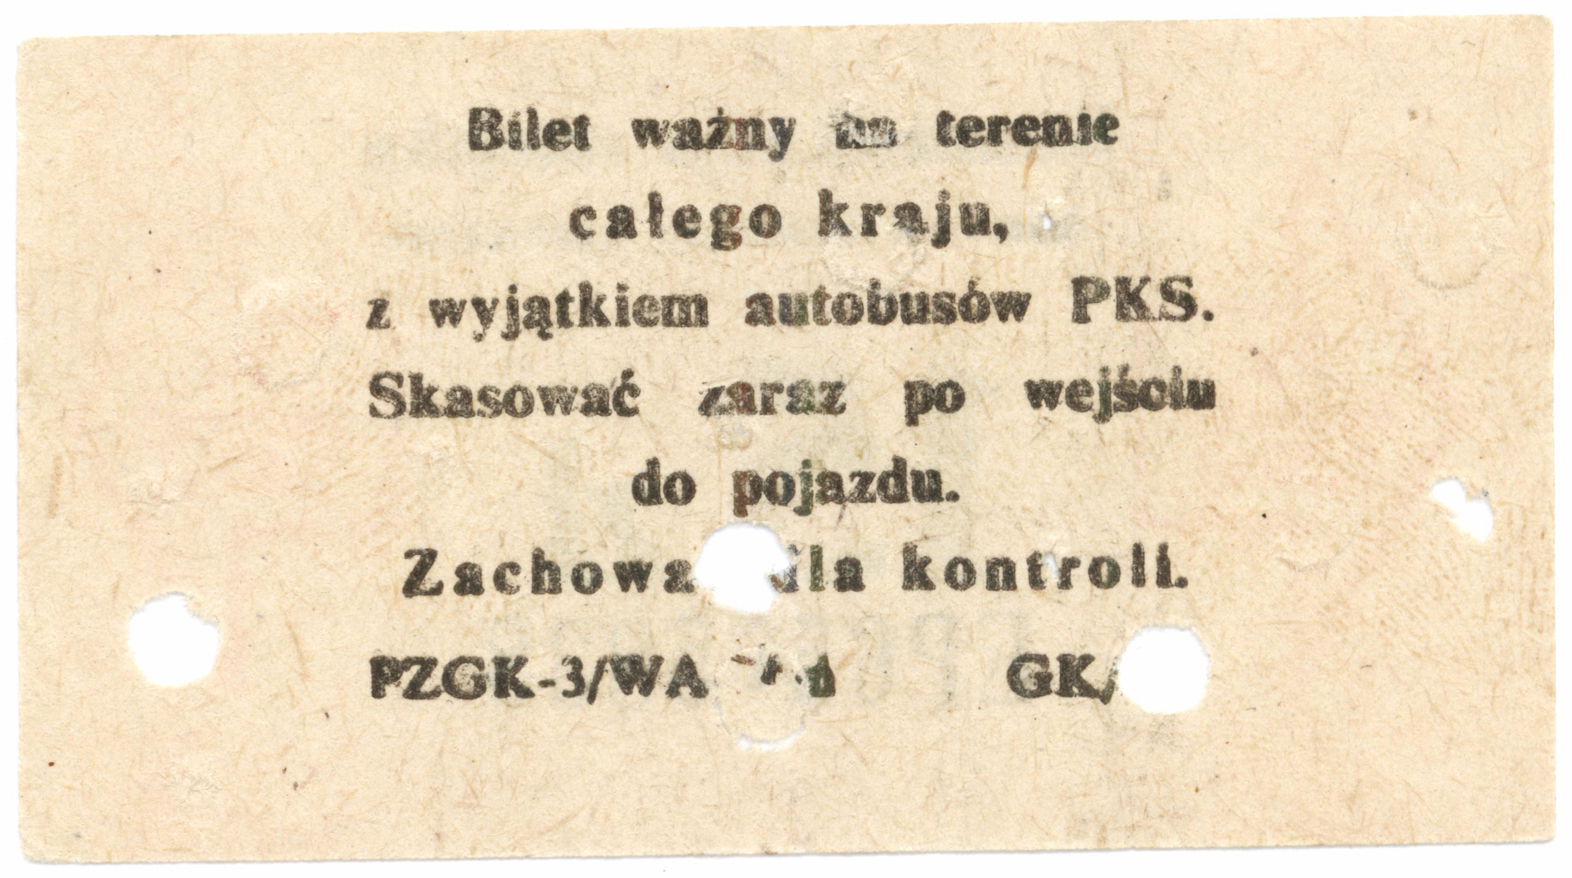 Bilet ważny na terenie
całego kraju,
z wyjątkiem autobusów PKS.
Skasować zaraz po wejściu
do pojazdu.
dla kontroli.
PZGK-3/WA GK/